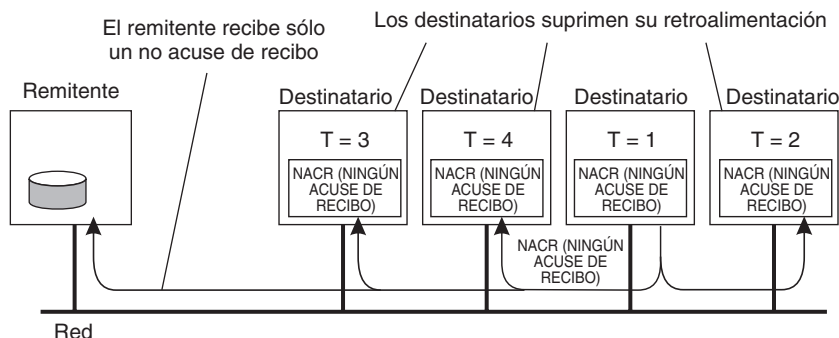 El remitente recibe sólo
un no acuse de recibo
Los destinatarios suprimen su retroalimentación
Remitente
Destinatario
Destinatario
Destinatario
Destinatario
T = 3
T = 4
T = 1
T = 2
NACR (NINGÚN
ACUSE DE
RECIBO)
NACR (NINGÚN
ACUSE DE
RECIBO)
NACR (NINGÚN
ACUSE DE
RECIBO)
NACR (NINGÚN
ACUSE DE
RECIBO)
NACR (NINGÚN
ACUSE DE
RECIBO)
Red